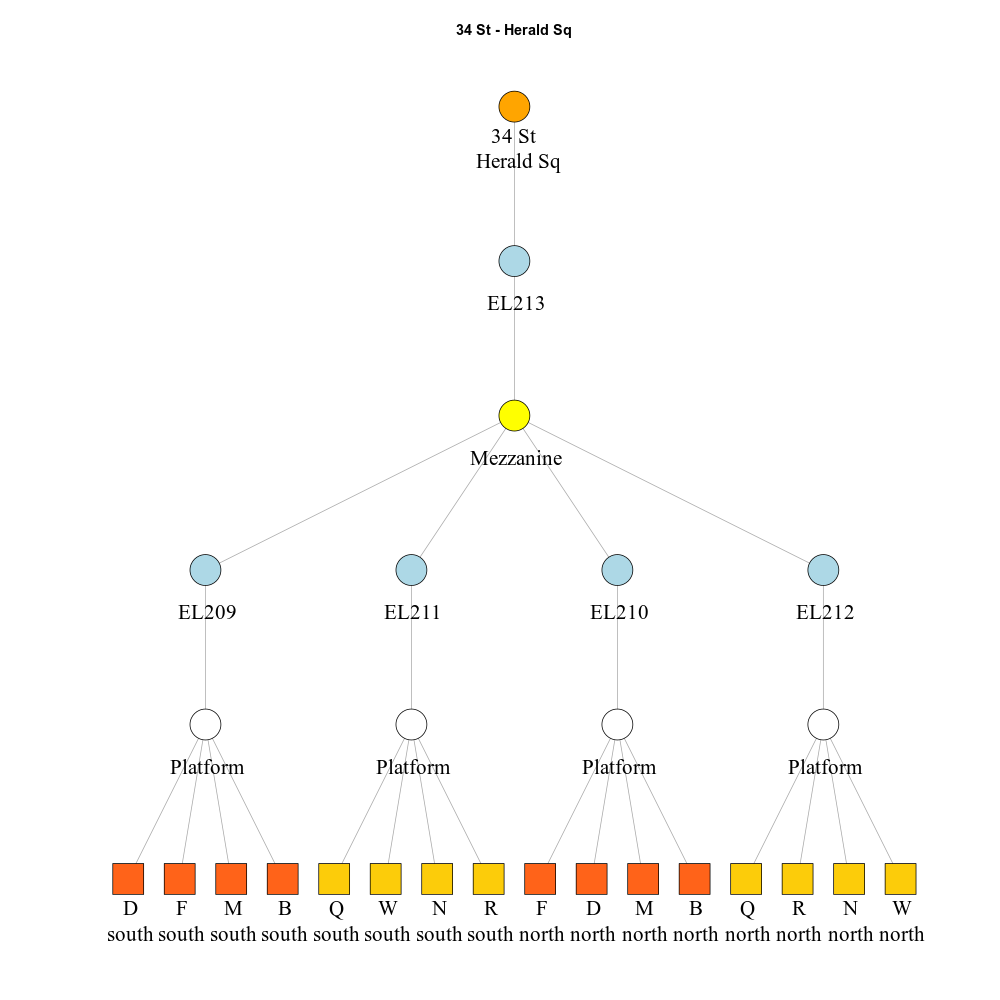 34 St - Herald Sq
34 St
Herald Sq
EL213
Mezzanine
EL209 EL211 EL210 EL212
Platform Platform Platform Platform
D F M B Q W N R F D M B Q R N W
south south south south south south south south north north north north north north north north